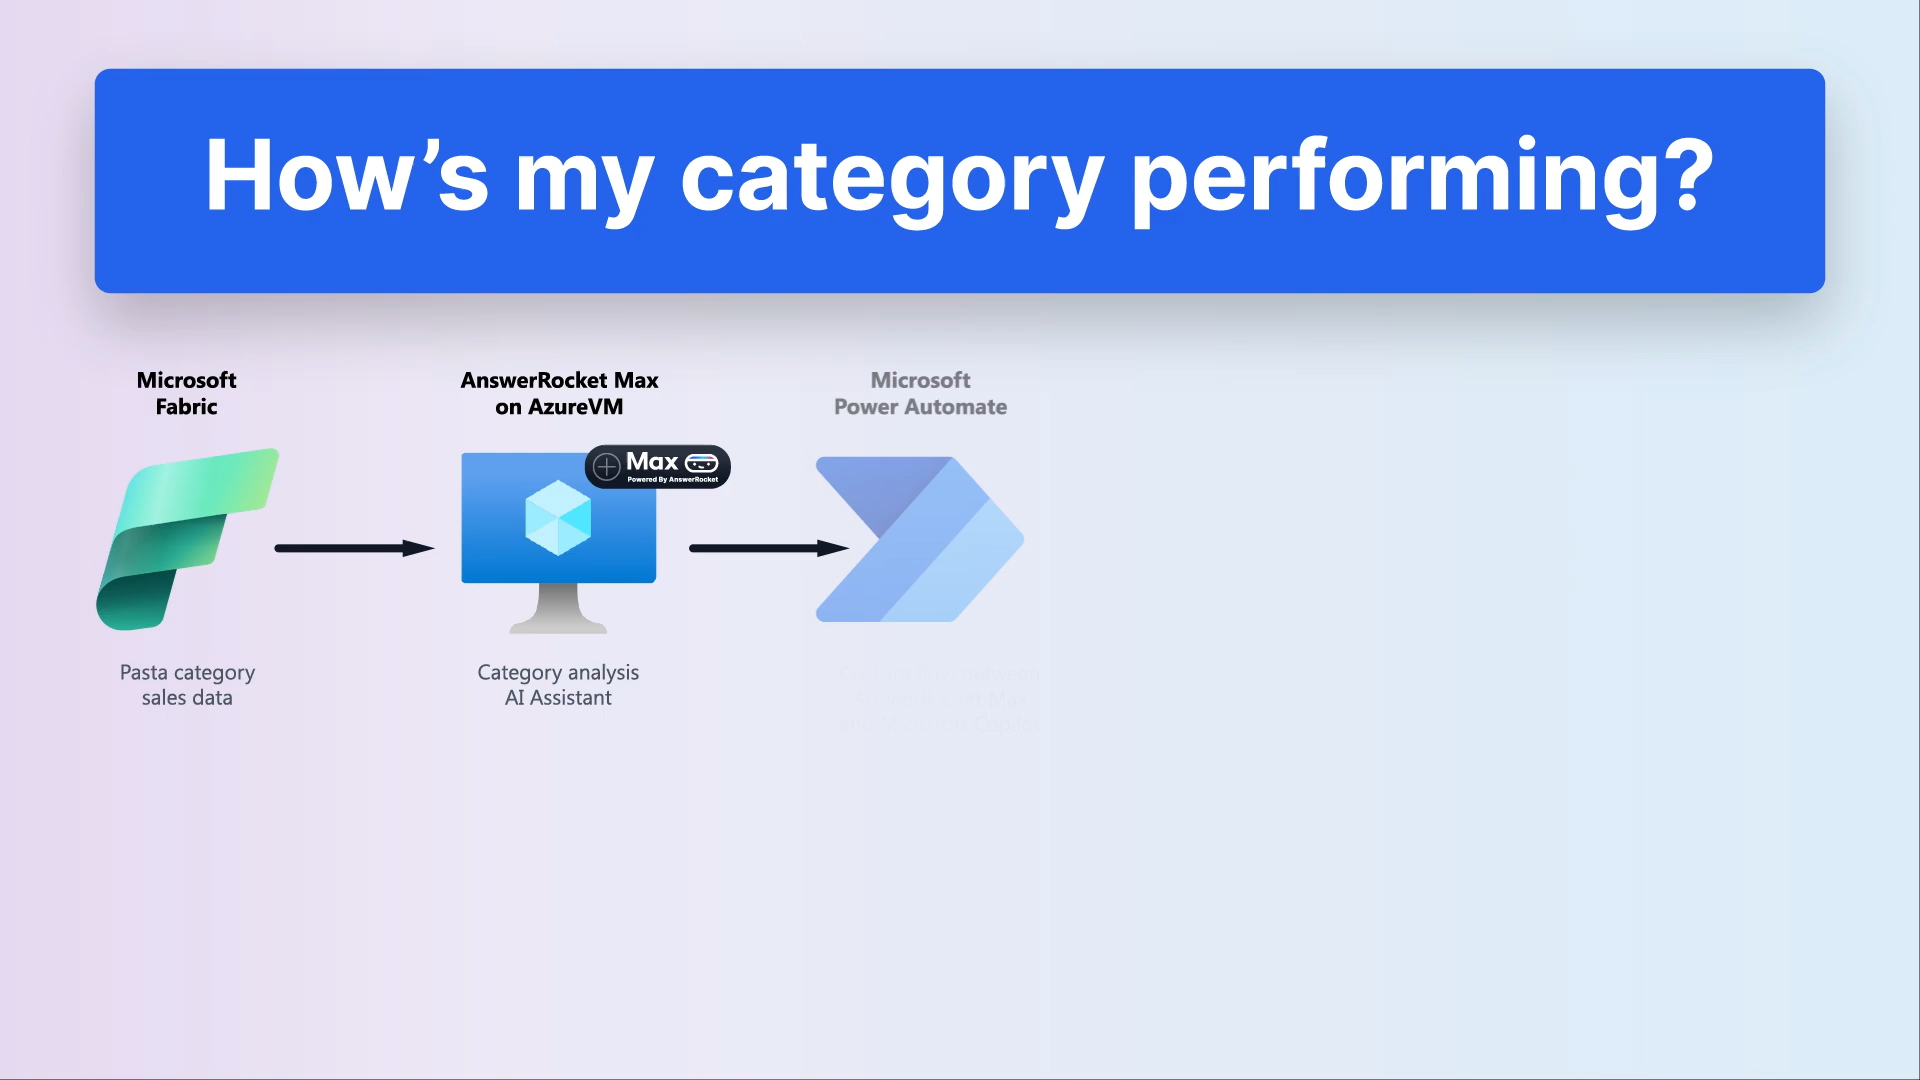 How’s my category performing?
Microsoft
Fabric
AnswerRocket Max
on AzureVM
Microsoft
Power Automate
Max
Powered By AnswerRocket
Pasta category
sales data
Category analysis
AI Assistant